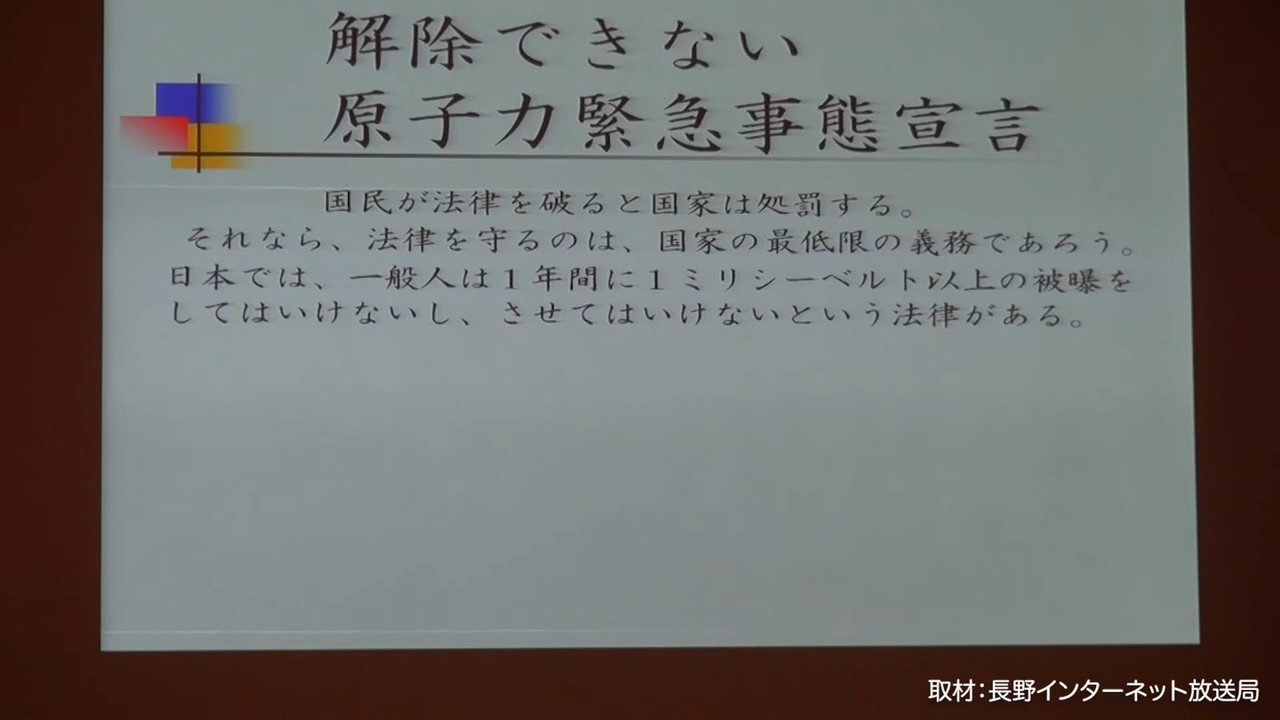 解除できない
原子力緊急事態宣言
国民が法律を破ると国家は処罰する。
それなら、法律を守るのは、国家の最低限の義務であろう。
日本では、一般人は1年間に1ミリシーベルト以上の被曝を
してはいけないし、させてはいけないという法律がある。
取材:長野インターネット放送局